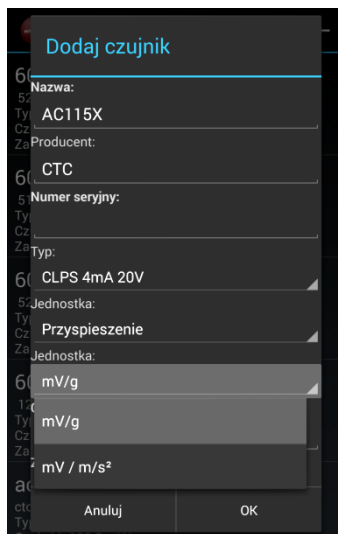 Dodaj czujnik
Nazwa:
AC115X
Producent:
CTC
Numer seryjny:
Typ:
CLPS 4mA 20V
Jednostka:
Przyspieszenie
Jednostka:
mV/g
mV/g
mV / m/s²
Anuluj
OK